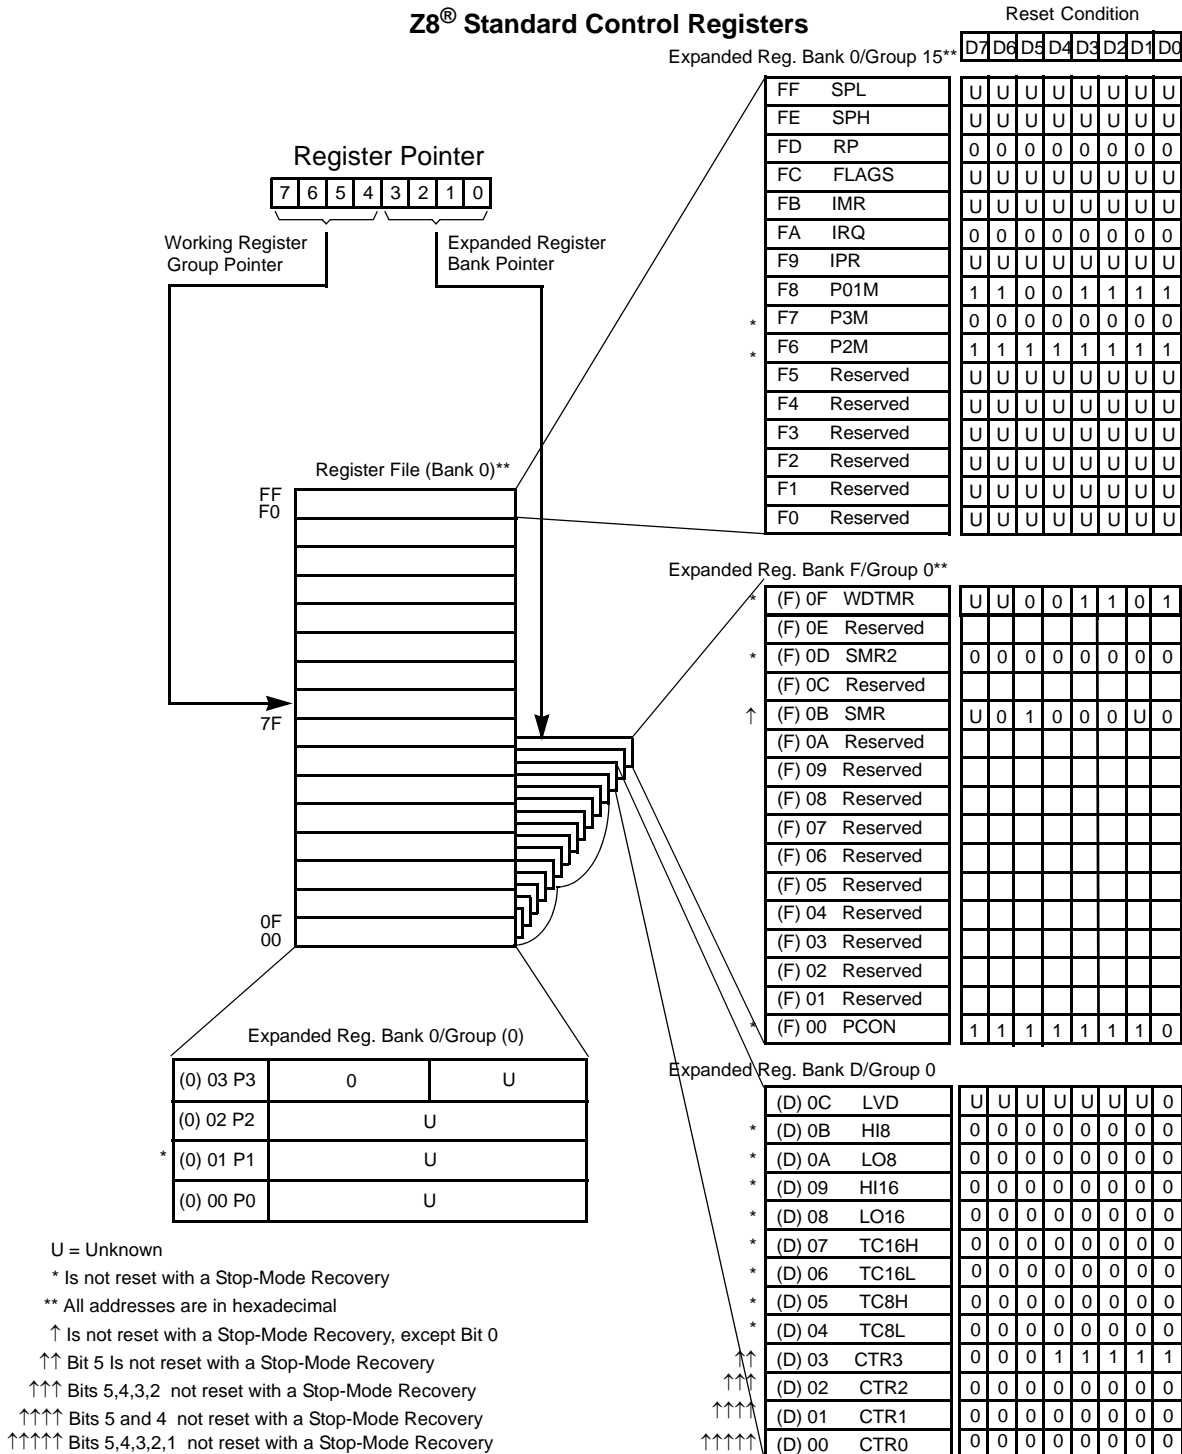 Z8® Standard Control Registers
Reset Condition
Expanded Reg. Bank 0/Group 15**
D7 D6 D5 D4 D3 D2 D1 D0
FF SPL U U U U U U U U
FE SPH U U U U U U U U
FD RP 0 0 0 0 0 0 0 0
FC FLAGS U U U U U U U U
FB IMR U U U U U U U U
FA IRQ 0 0 0 0 0 0 0 0
F9 IPR U U U U U U U U
F8 P01M 1 1 0 0 1 1 1 1
* F7 P3M 0 0 0 0 0 0 0 0
* F6 P2M 1 1 1 1 1 1 1 1
F5 Reserved U U U U U U U U
F4 Reserved U U U U U U U U
F3 Reserved U U U U U U U U
F2 Reserved U U U U U U U U
F1 Reserved U U U U U U U U
F0 Reserved U U U U U U U U
Register Pointer
7 6 5 4 3 2 1 0
Working Register
Group Pointer
Expanded Register
Bank Pointer
Register File (Bank 0)**
FF
F0
7F
0F
00
Expanded Reg. Bank F/Group 0**
* (F) 0F WDTMR U U 0 0 1 1 0 1
(F) 0E Reserved
* (F) 0D SMR2 0 0 0 0 0 0 0 0
(F) 0C Reserved
↑ (F) 0B SMR U 0 1 0 0 0 U 0
(F) 0A Reserved
(F) 09 Reserved
(F) 08 Reserved
(F) 07 Reserved
(F) 06 Reserved
(F) 05 Reserved
(F) 04 Reserved
(F) 03 Reserved
(F) 02 Reserved
(F) 01 Reserved
* (F) 00 PCON 1 1 1 1 1 1 1 0
Expanded Reg. Bank 0/Group (0)
(0) 03 P3 0 U
(0) 02 P2 U
* (0) 01 P1 U
(0) 00 P0 U
Expanded Reg. Bank D/Group 0
(D) 0C LVD U U U U U U U 0
* (D) 0B HI8 0 0 0 0 0 0 0 0
* (D) 0A LO8 0 0 0 0 0 0 0 0
* (D) 09 HI16 0 0 0 0 0 0 0 0
* (D) 08 LO16 0 0 0 0 0 0 0 0
* (D) 07 TC16H 0 0 0 0 0 0 0 0
* (D) 06 TC16L 0 0 0 0 0 0 0 0
* (D) 05 TC8H 0 0 0 0 0 0 0 0
* (D) 04 TC8L 0 0 0 0 0 0 0 0
↑↑ (D) 03 CTR3 0 0 0 1 1 1 1 1
↑↑↑ (D) 02 CTR2 0 0 0 0 0 0 0 0
↑↑↑↑ (D) 01 CTR1 0 0 0 0 0 0 0 0
↑↑↑↑↑ (D) 00 CTR0 0 0 0 0 0 0 0 0
U = Unknown
* Is not reset with a Stop-Mode Recovery
** All addresses are in hexadecimal
↑ Is not reset with a Stop-Mode Recovery, except Bit 0
↑↑ Bit 5 Is not reset with a Stop-Mode Recovery
↑↑↑ Bits 5,4,3,2 not reset with a Stop-Mode Recovery
↑↑↑↑ Bits 5 and 4 not reset with a Stop-Mode Recovery
↑↑↑↑↑ Bits 5,4,3,2,1 not reset with a Stop-Mode Recovery